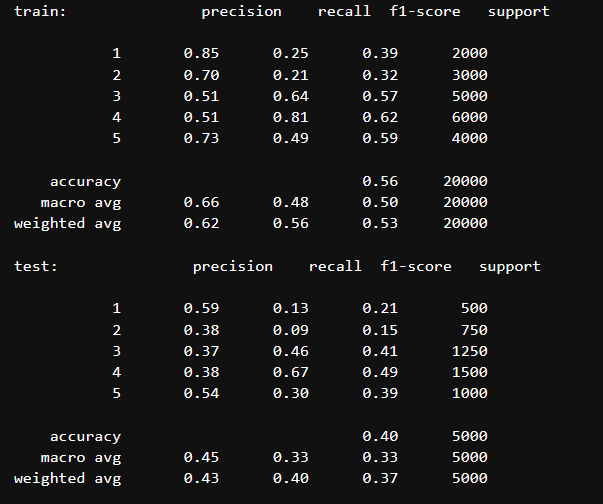 train: precision recall f1-score support
1 0.85 0.25 0.39 2000
2 0.70 0.21 0.32 3000
3 0.51 0.64 0.57 5000
4 0.51 0.81 0.62 6000
5 0.73 0.49 0.59 4000
accuracy 0.56 20000
macro avg 0.66 0.48 0.50 20000
weighted avg 0.62 0.56 0.53 20000
test: precision recall f1-score support
1 0.59 0.13 0.21 500
2 0.38 0.09 0.15 750
3 0.37 0.46 0.41 1250
4 0.38 0.67 0.49 1500
5 0.54 0.30 0.39 1000
accuracy 0.40 5000
macro avg 0.45 0.33 0.33 5000
weighted avg 0.43 0.40 0.37 5000